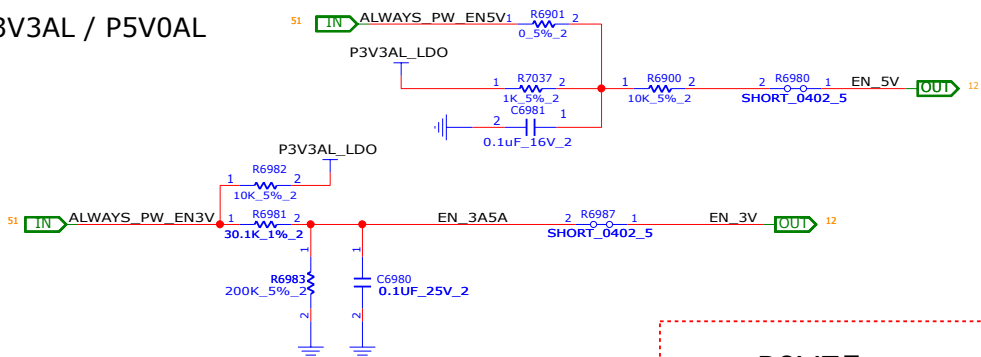 3V3AL / P5V0AL
51 IN ALWAYS_PW_EN5V 1 R6901 2
0_5%_2
P3V3AL_LDO
1 R7037 2
1K_5%_2
1 R6900 2
10K_5%_2
2 R6980 1
SHORT_0402_5
EN_5V OUT 12
2 C6981 1
0.1uF_16V_2
P3V3AL_LDO
1 R6982 2
10K_5%_2
51 IN ALWAYS_PW_EN3V 1 R6981 2
30.1K_1%_2
EN_3A5A
2 R6987 1
SHORT_0402_5
EN_3V OUT 12
1
R6983
200K_5%_2
2
1
C6980
0.1UF_25V_2
2